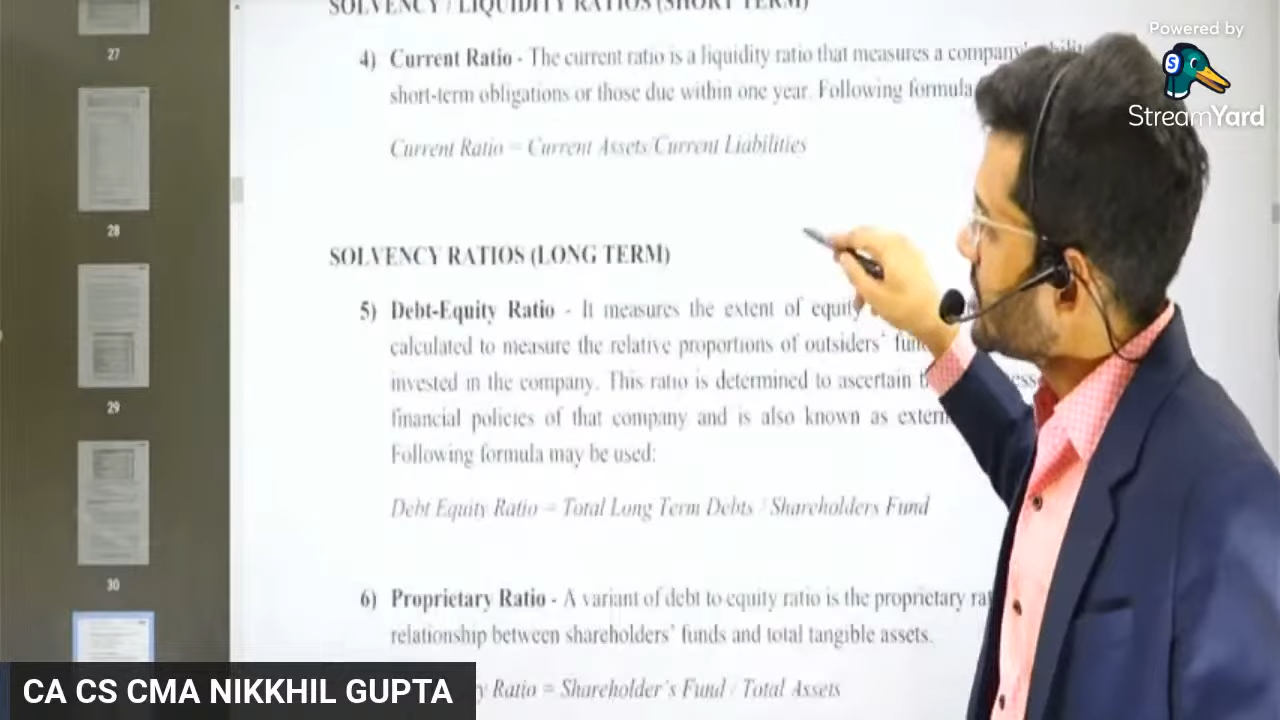 SOLVENCY / LIQUIDITY RATIOS (SHORT TERM)
4) Current Ratio - The current ratio is a liquidity ratio that measures a company's
short-term obligations or those due within one year. Following formula
Current Ratio = Current Assets/Current Liabilities
SOLVENCY RATIOS (LONG TERM)
5) Debt-Equity Ratio - It measures the extent of equity
calculated to measure the relative proportions of outsiders'
invested in the company. This ratio is determined to ascertain
financial policies of that company and is also known as
Following formula may be used:
Debt Equity Ratio = Total Long Term Debts / Shareholders Fund
6) Proprietary Ratio - A variant of debt to equity ratio is the proprietary
relationship between shareholders' funds and total tangible assets.
y Ratio = Shareholder's Fund / Total Assets
27
28
29
30
Powered by
StreamYard
CA CS CMA NIKKHIL GUPTA